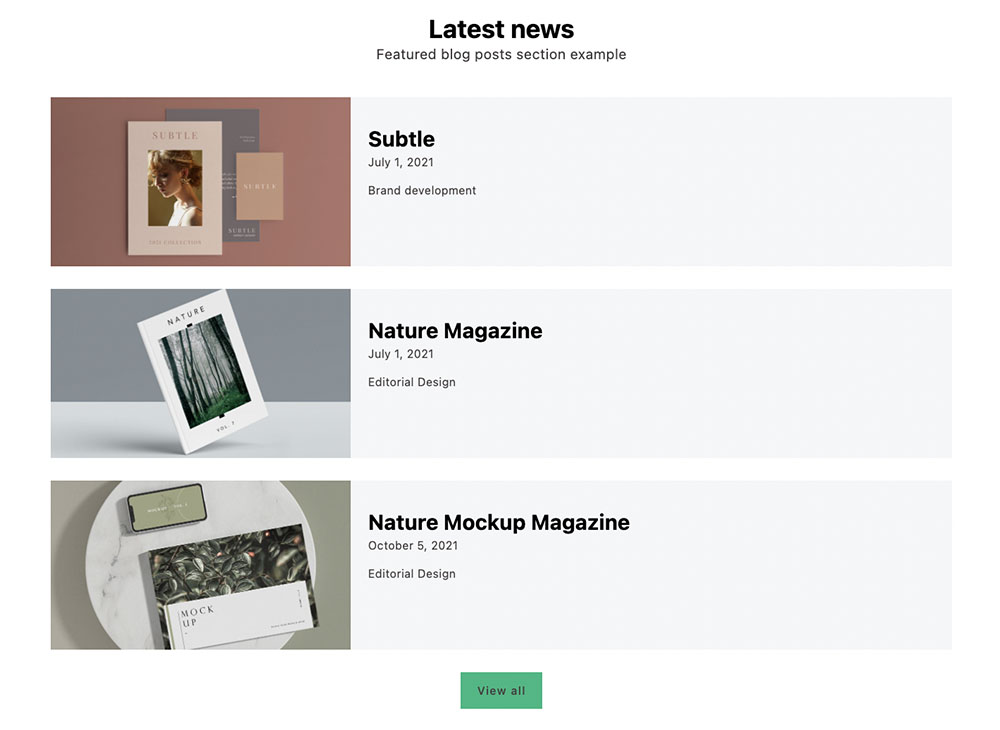 Latest news
Featured blog posts section example
SUBTLE
SUBTLE
SUBTLE
2021 COLLECTION
Subtle
July 1, 2021
Brand development
NATURE
VOL. 2
Nature Magazine
July 1, 2021
Editorial Design
MOCK
UP
Nature Mockup Magazine
October 5, 2021
Editorial Design
View all